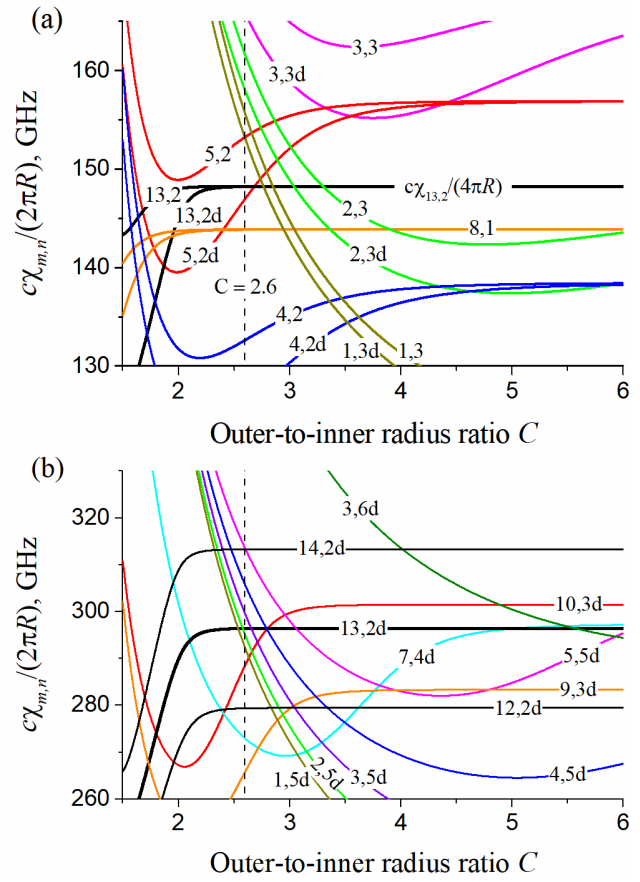 (a)
cχm,n/(2πR), GHz
160
150
140
130
3,3
3,3d
5,2
13,2
13,2d
5,2d
cχ13,2/(4πR)
2,3
8,1
2,3d
C = 2.6
4,2
4,2d
1,3d
1,3
2 3 4 5 6
Outer-to-inner radius ratio C
(b)
cχm,n/(2πR), GHz
320
300
280
260
3,6d
14,2d
10,3d
13,2d
7,4d
5,5d
9,3d
12,2d
1,5d
2,5d
3,5d
4,5d
2 3 4 5 6
Outer-to-inner radius ratio C